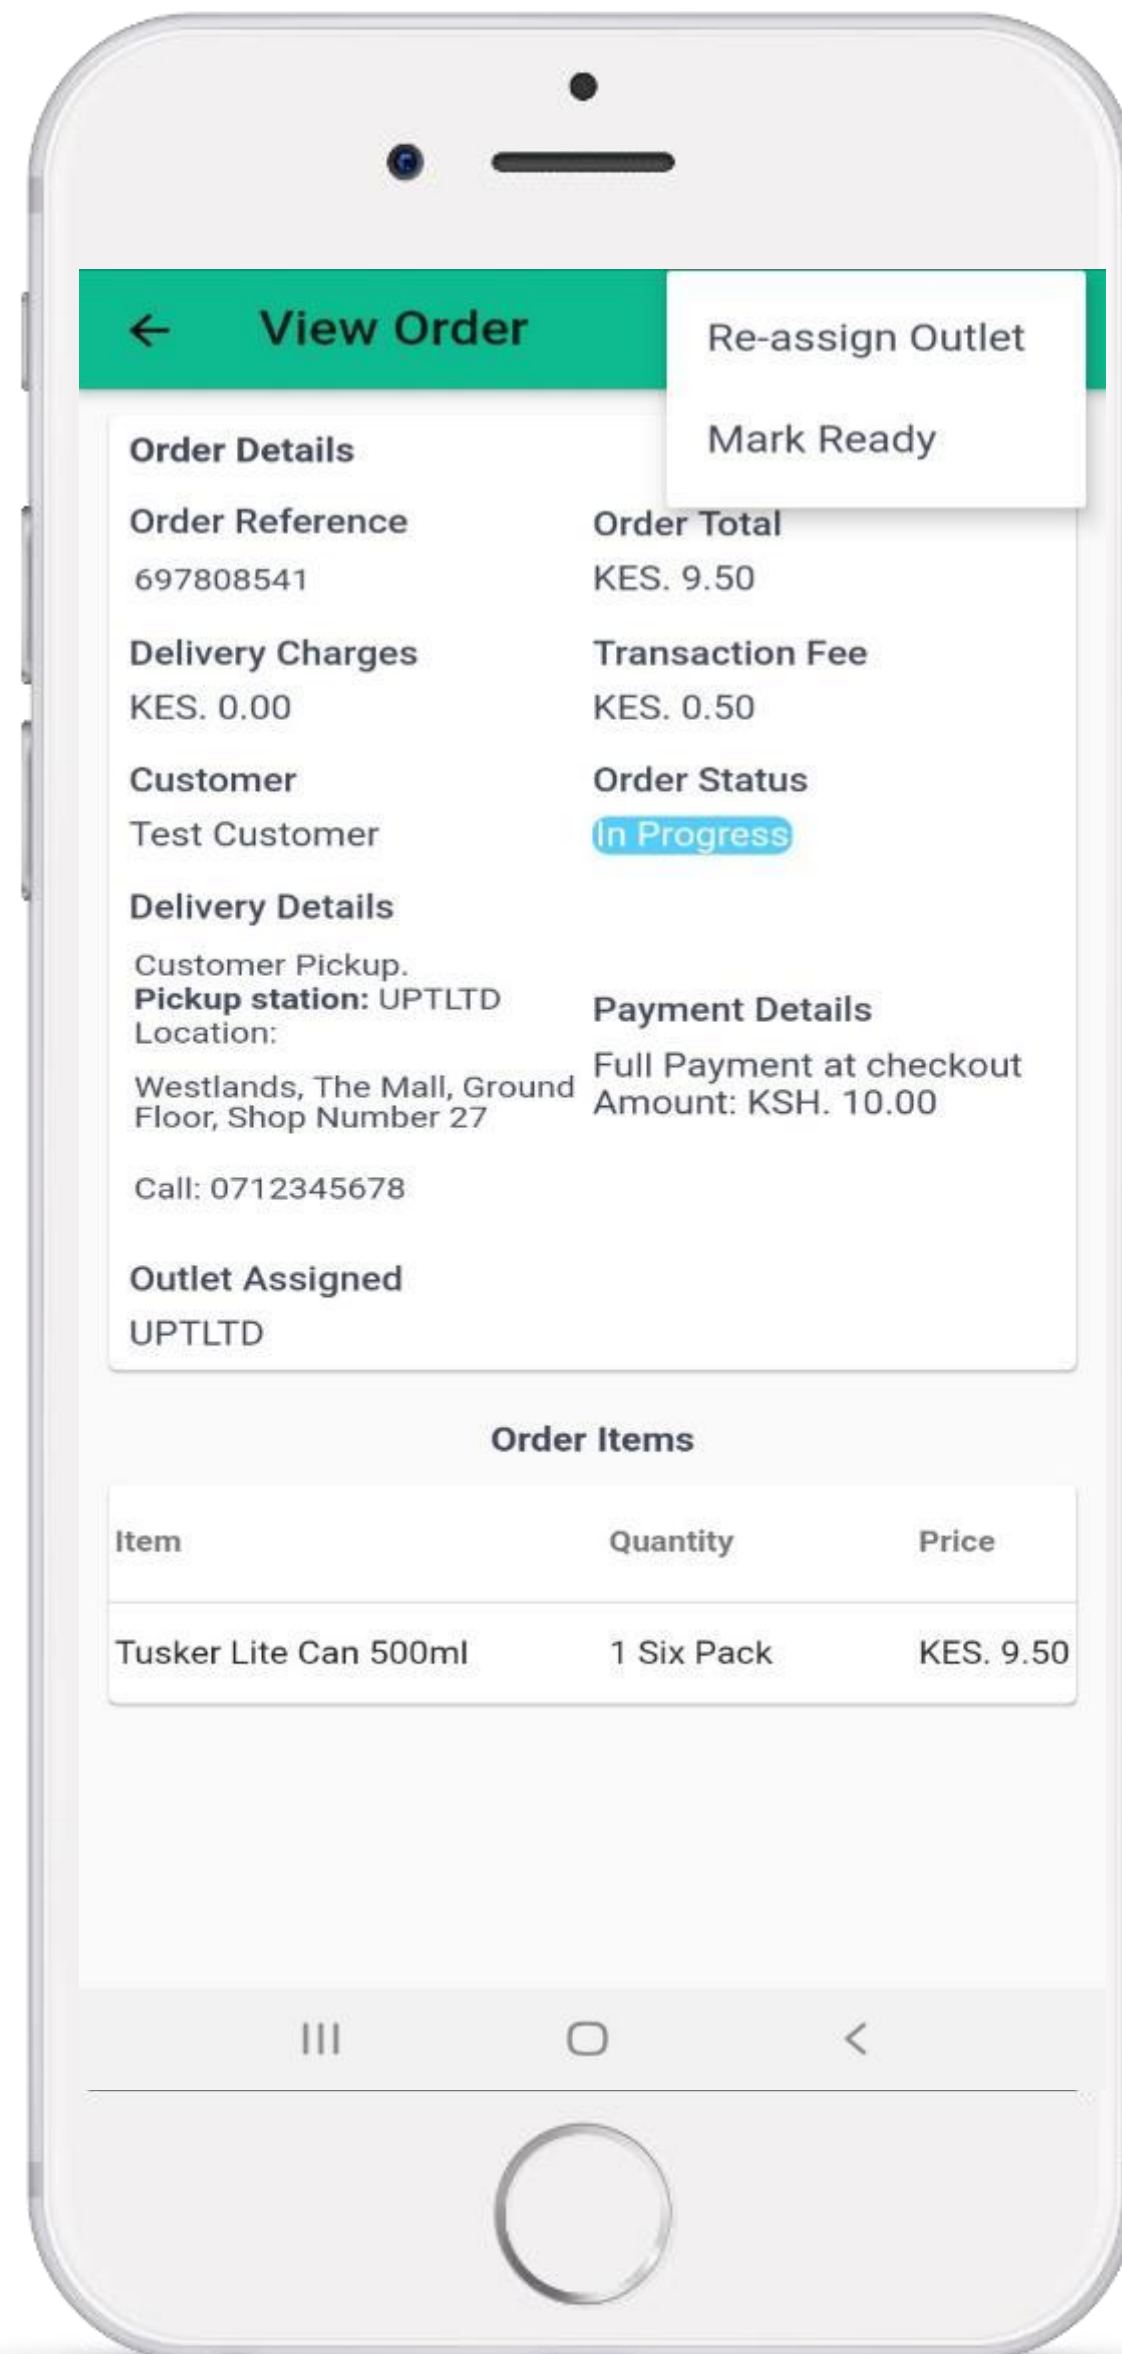 View Order
Re-assign Outlet
Mark Ready
Order Details
Order Reference
697808541
Order Total
KES. 9.50
Delivery Charges
KES. 0.00
Transaction Fee
KES. 0.50
Customer
Test Customer
Order Status
In Progress
Delivery Details
Customer Pickup.
Pickup station: UPTLTD
Location:
Westlands, The Mall, Ground
Floor, Shop Number 27
Call: 0712345678
Payment Details
Full Payment at checkout
Amount: KSH. 10.00
Outlet Assigned
UPTLTD
Order Items
Item Quantity Price
Tusker Lite Can 500ml 1 Six Pack KES. 9.50